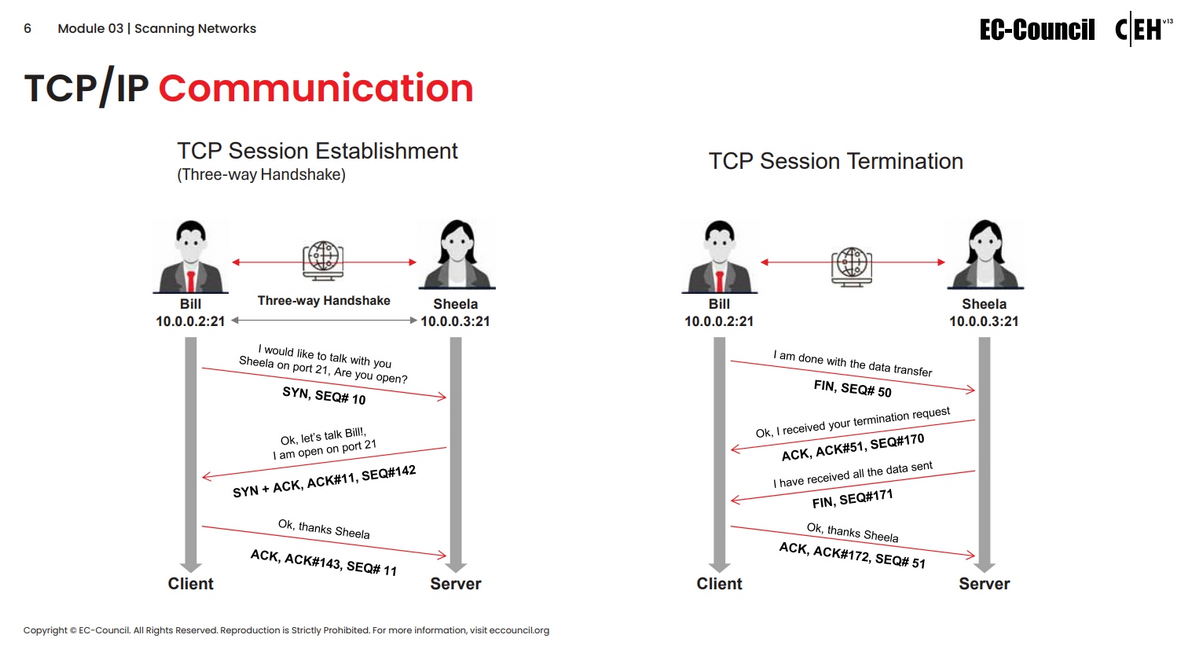 6 Module 03 | Scanning Networks
EC-Council C|EH v13
TCP/IP Communication
TCP Session Establishment
(Three-way Handshake)
Bill
10.0.0.2:21
Three-way Handshake
Sheela
10.0.0.3:21
I would like to talk with you
Sheela on port 21, Are you open?
SYN, SEQ# 10
Ok, let's talk Bill!,
I am open on port 21
SYN + ACK, ACK#11, SEQ#142
Ok, thanks Sheela
ACK, ACK#143, SEQ# 11
Client
Server
TCP Session Termination
Bill
10.0.0.2:21
Sheela
10.0.0.3:21
I am done with the data transfer
FIN, SEQ# 50
Ok, I received your termination request
ACK, ACK#51, SEQ#170
I have received all the data sent
FIN, SEQ#171
Ok, thanks Sheela
ACK, ACK#172, SEQ# 51
Client
Server
Copyright © EC-Council. All Rights Reserved. Reproduction is Strictly Prohibited. For more information, visit eccouncil.org